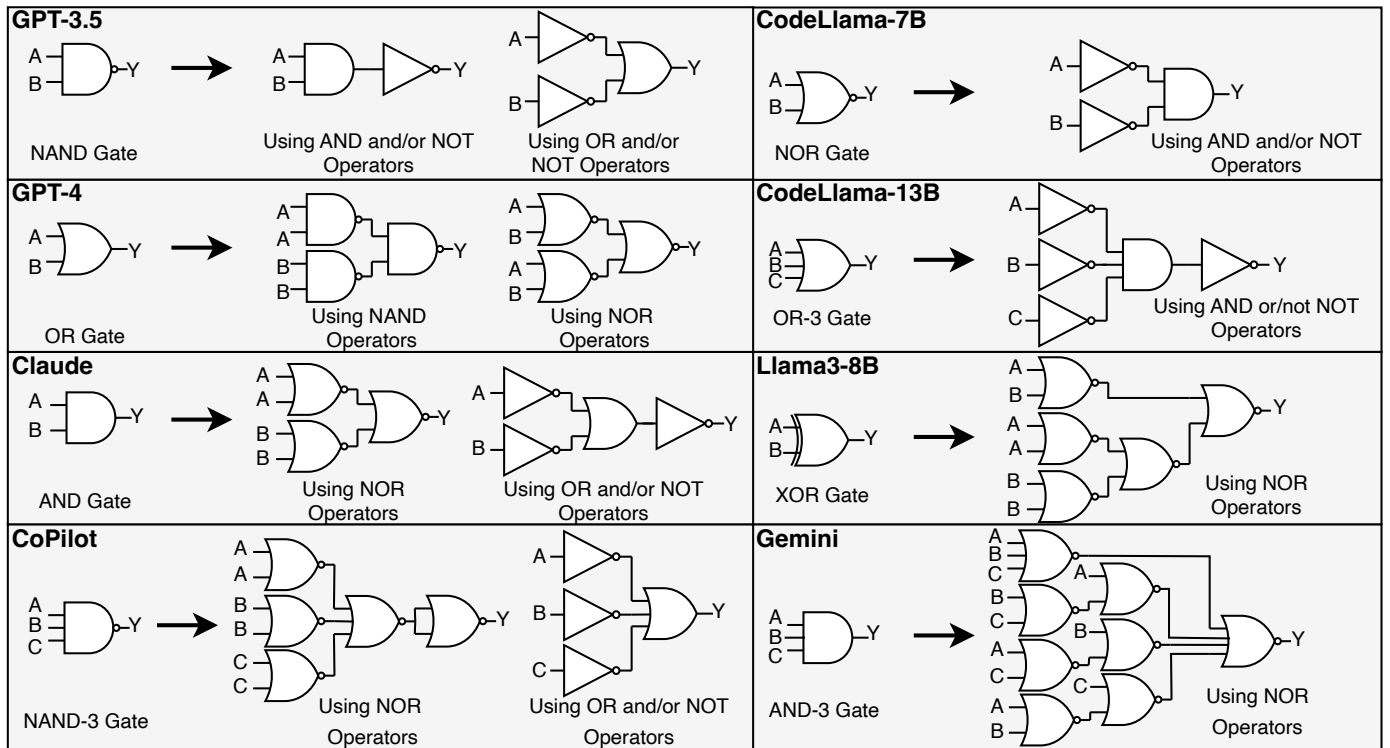 GPT-3.5
A
B
Y
NAND Gate
A
B
Y
Using AND and/or NOT
Operators
A
B
Y
Using OR and/or
NOT Operators
CodeLlama-7B
A
B
Y
NOR Gate
A
B
Y
Using AND and/or NOT
Operators
GPT-4
A
B
Y
OR Gate
A
A
B
B
Y
Using NAND
Operators
A
B
A
B
Y
Using NOR
Operators
CodeLlama-13B
A
B
C
Y
OR-3 Gate
A
B
C
Y
Using AND or/not NOT
Operators
Claude
A
B
Y
AND Gate
A
A
B
B
Y
Using NOR
Operators
A
B
Y
Using OR and/or NOT
Operators
Llama3-8B
A
B
Y
XOR Gate
A
B
A
A
B
B
Y
Using NOR
Operators
CoPilot
A
B
C
Y
NAND-3 Gate
A
A
B
B
C
C
Y
Using NOR
Operators
A
B
C
Y
Using OR and/or NOT
Operators
Gemini
A
B
C
Y
AND-3 Gate
A
B
C
A
B
C
B
A
C
C
A
B
Y
Using NOR
Operators